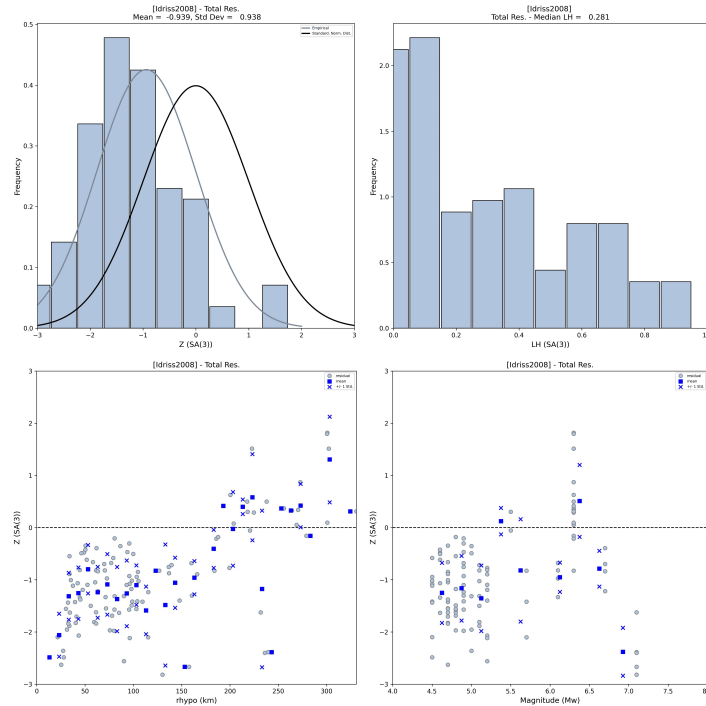 [Idriss2008] - Total Res.
Mean = -0.939, Std Dev = 0.938
Empirical
Standard Norm. Dist.
Frequency
0.5
0.4
0.3
0.2
0.1
0.0
−3 −2 −1 0 1 2 3
Z (SA(3))
[Idriss2008]
Total Res. - Median LH = 0.281
Frequency
2.0
1.5
1.0
0.5
0.0
0.0 0.2 0.4 0.6 0.8
LH (SA(3))
[Idriss2008] - Total Res.
residual
mean
+/- 1 Std.
Z (SA(3))
3
2
1
0
−1
−2
−3
0 50 100 150 200 250 300
rhypo (km)
[Idriss2008] - Total Res.
residual
mean
+/- 1 Std.
Z (SA(3))
3
2
1
0
−1
−2
−3
4.0 4.5 5.0 5.5 6.0 6.5 7.0 7.5
Magnitude (Mw)